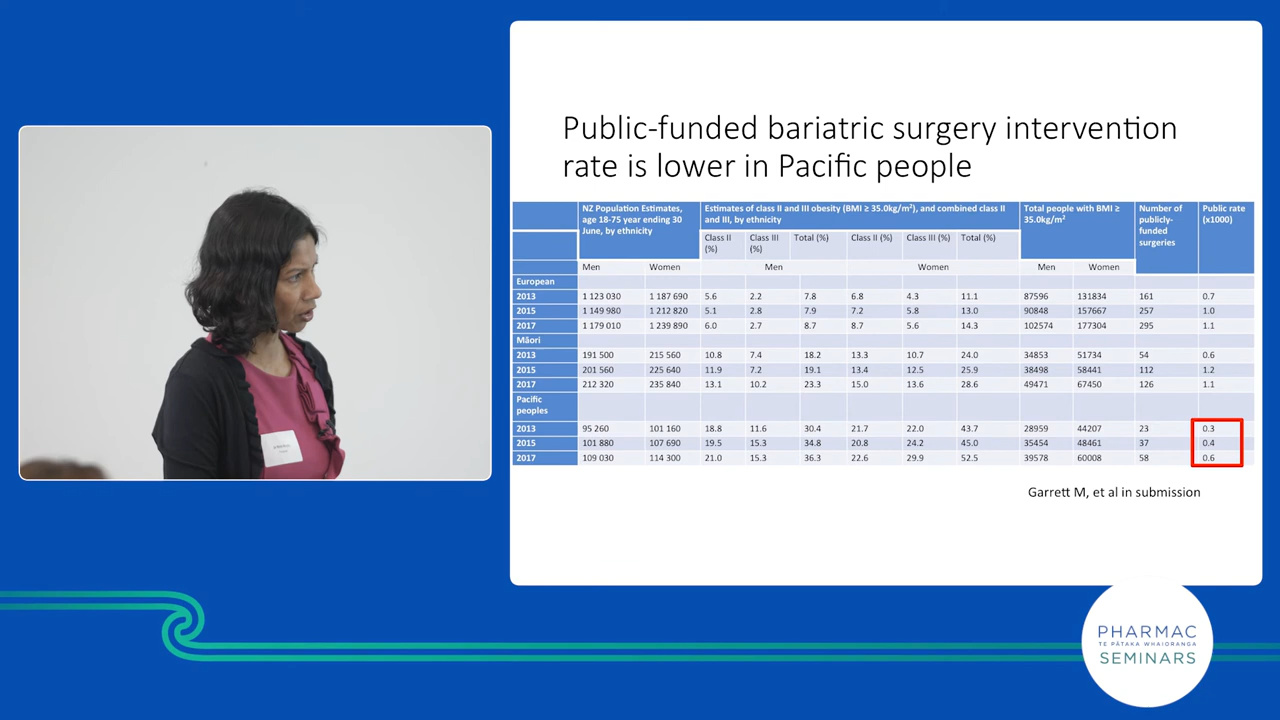 Public-funded bariatric surgery intervention
rate is lower in Pacific people
NZ Population Estimates, age 18-75 year ending 30 June, by ethnicity | Estimates of class II and III obesity (BMI ≥ 35.0kg/m²), and combined class II and III, by ethnicity | Total people with BMI ≥ 35.0kg/m² | Number of publicly-funded surgeries | Public rate (x1000)
Class II (%) | Class III (%) | Total (%) | Class II (%) | Class III (%) | Total (%)
Men | Women | Men | Women | Men | Women
European
2013 | 1 123 030 | 1 187 690 | 5.6 | 2.2 | 7.8 | 6.8 | 4.3 | 11.1 | 87596 | 131834 | 161 | 0.7
2015 | 1 149 980 | 1 212 820 | 5.1 | 2.8 | 7.9 | 7.2 | 5.8 | 13.0 | 90848 | 157667 | 257 | 1.0
2017 | 1 179 010 | 1 239 890 | 6.0 | 2.7 | 8.7 | 8.7 | 5.6 | 14.3 | 102574 | 177304 | 295 | 1.1
Māori
2013 | 191 500 | 215 560 | 10.8 | 7.4 | 18.2 | 13.3 | 10.7 | 24.0 | 34853 | 51734 | 54 | 0.6
2015 | 201 560 | 225 640 | 11.9 | 7.2 | 19.1 | 13.4 | 12.5 | 25.9 | 38498 | 58441 | 112 | 1.2
2017 | 212 320 | 235 840 | 13.1 | 10.2 | 23.3 | 15.0 | 13.6 | 28.6 | 49471 | 67450 | 126 | 1.1
Pacific peoples
2013 | 95 260 | 101 160 | 18.8 | 11.6 | 30.4 | 21.7 | 22.0 | 43.7 | 28959 | 44207 | 23 | 0.3
2015 | 101 880 | 107 690 | 19.5 | 15.3 | 34.8 | 20.8 | 24.2 | 45.0 | 35454 | 48461 | 37 | 0.4
2017 | 109 030 | 114 300 | 21.0 | 15.3 | 36.3 | 22.6 | 29.9 | 52.5 | 39578 | 60008 | 58 | 0.6
Garrett M, et al in submission
PHARMAC
TE PĀTAKA WHAIORANGA
SEMINARS